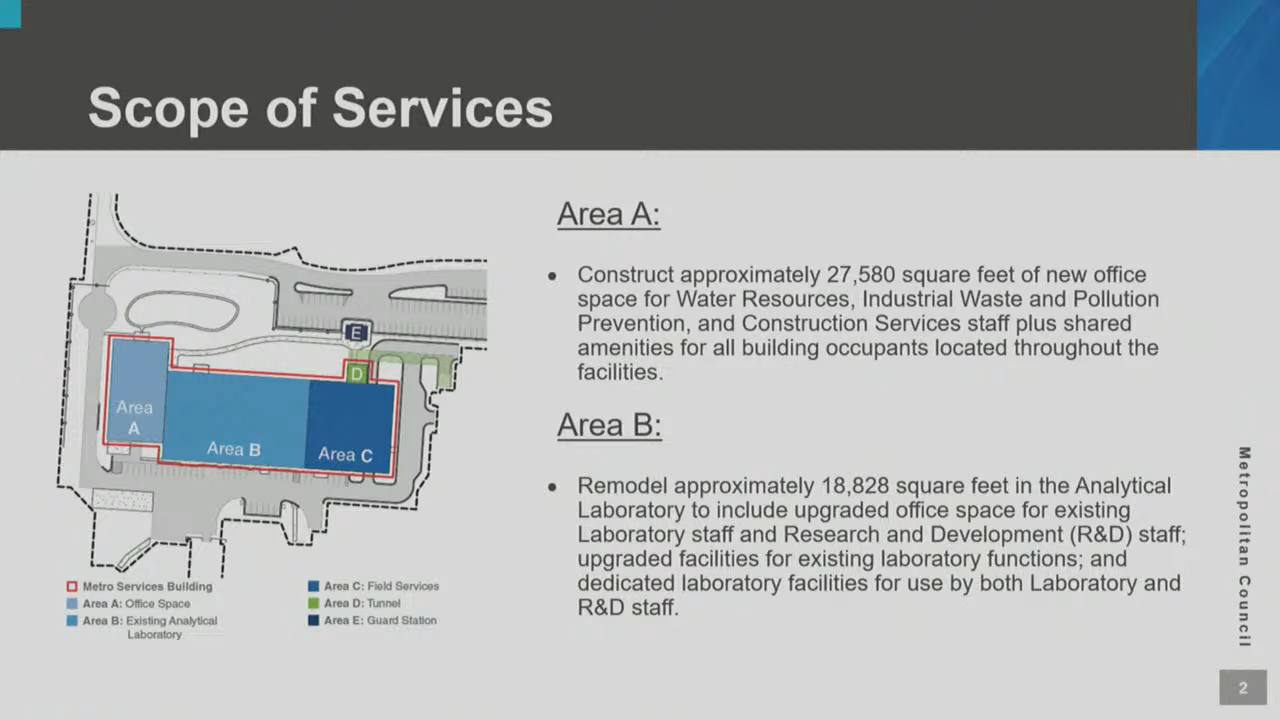 Scope of Services
E
D
Area
A
Area B
Area C
Metro Services Building
Area A: Office Space
Area B: Existing Analytical
Laboratory
Area C: Field Services
Area D: Tunnel
Area E: Guard Station
Area A:
• Construct approximately 27,580 square feet of new office
space for Water Resources, Industrial Waste and Pollution
Prevention, and Construction Services staff plus shared
amenities for all building occupants located throughout the
facilities.
Area B:
• Remodel approximately 18,828 square feet in the Analytical
Laboratory to include upgraded office space for existing
Laboratory staff and Research and Development (R&D) staff;
upgraded facilities for existing laboratory functions; and
dedicated laboratory facilities for use by both Laboratory and
R&D staff.
Metropolitan Council
2